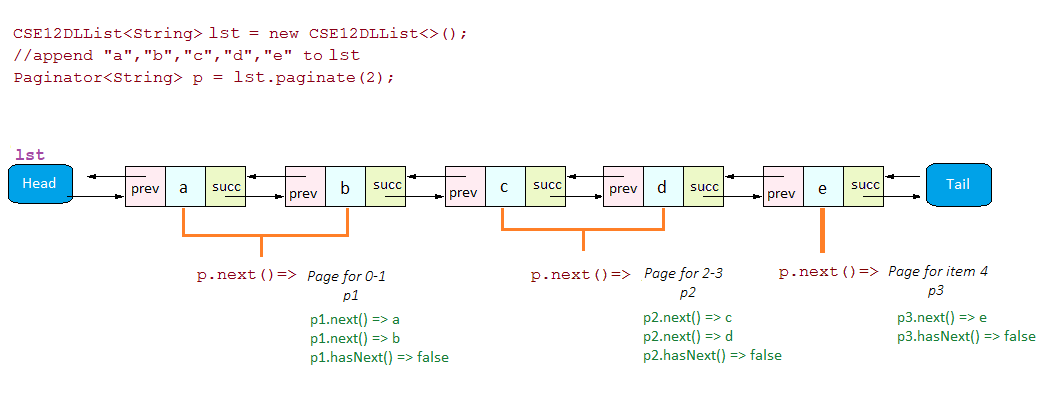 CSE12DLList<String> lst = new CSE12DLList<>();
//append "a","b","c","d","e" to lst
Paginator<String> p = lst.paginate(2);
lst
Head prev a succ prev b succ prev c succ prev d succ prev e succ Tail
p.next()=> Page for 0-1 p.next()=> Page for 2-3 p.next()=> Page for item 4
p1 p2 p3
p1.next() => a p2.next() => c p3.next() => e
p1.next() => b p2.next() => d p3.hasNext() => false
p1.hasNext() => false p2.hasNext() => false